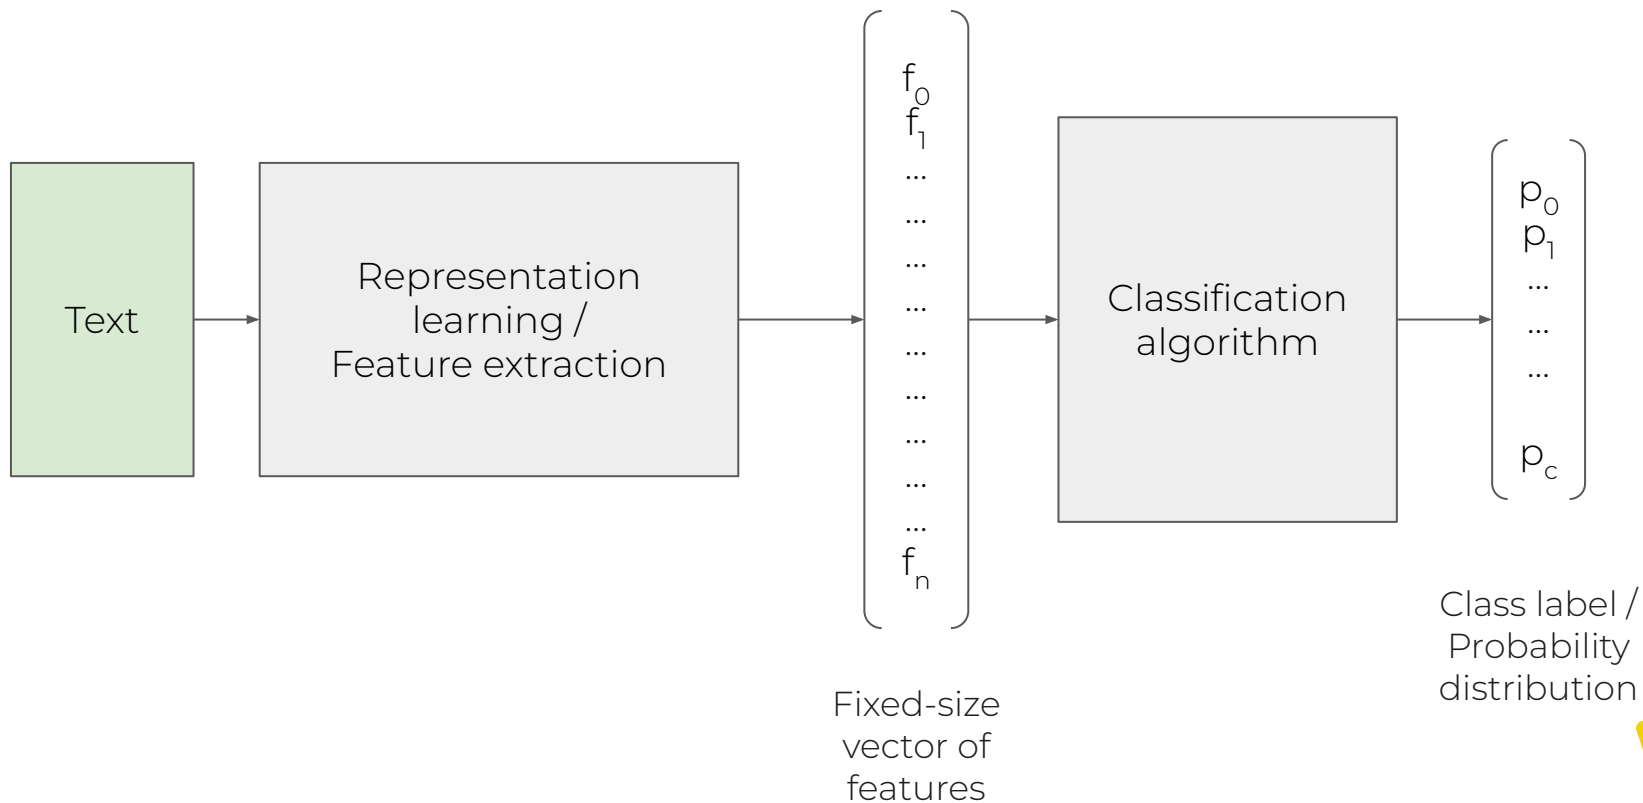 Text
Representation
learning /
Feature extraction
f0
f1
...
...
...
...
...
...
...
...
...
fn
Fixed-size
vector of
features
Classification
algorithm
p0
p1
...
...
...
pc
Class label /
Probability
distribution